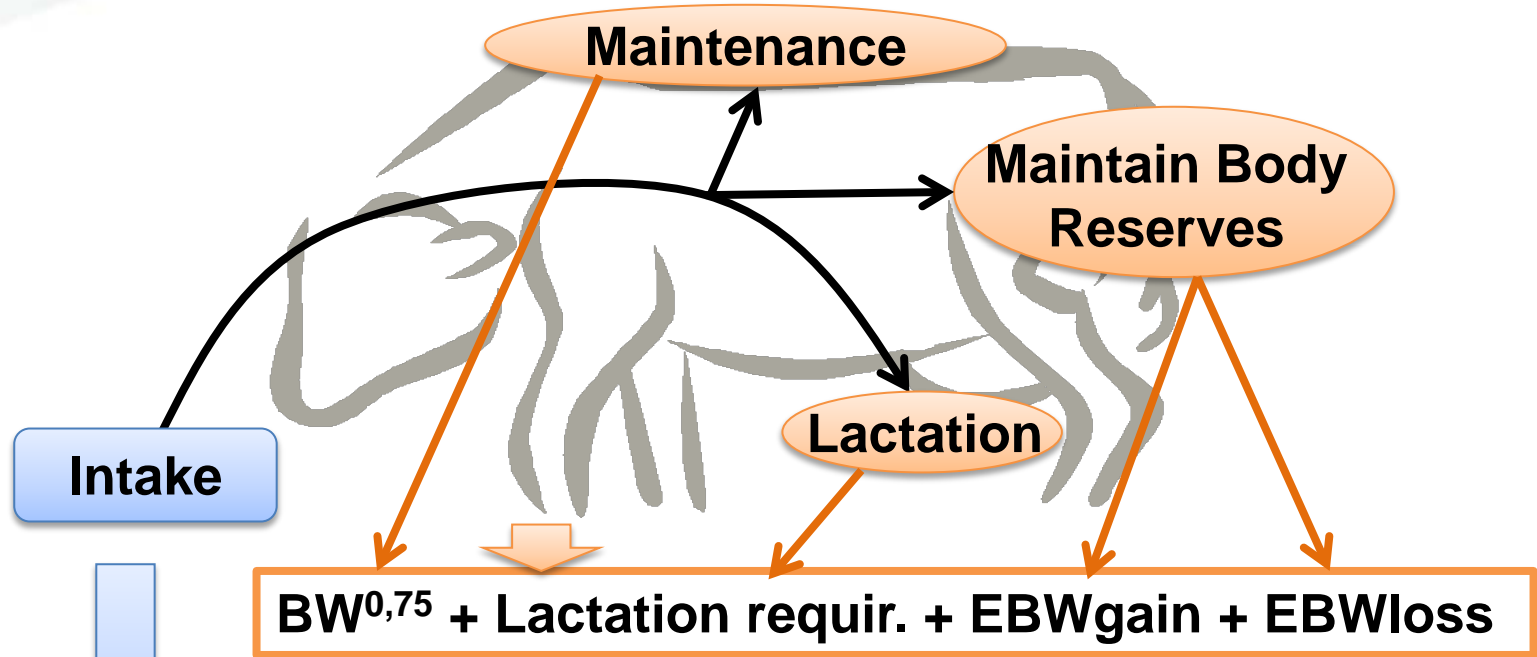 Maintenance
Maintain Body
Reserves
Lactation
Intake
BW⁰,⁷⁵ + Lactation requir. + EBWgain + EBWloss